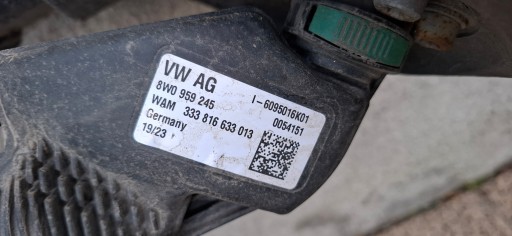 VW AG
8W0 959 245
I-6095016K01
WAM 333 816 633 013
0054151
Germany
19/23